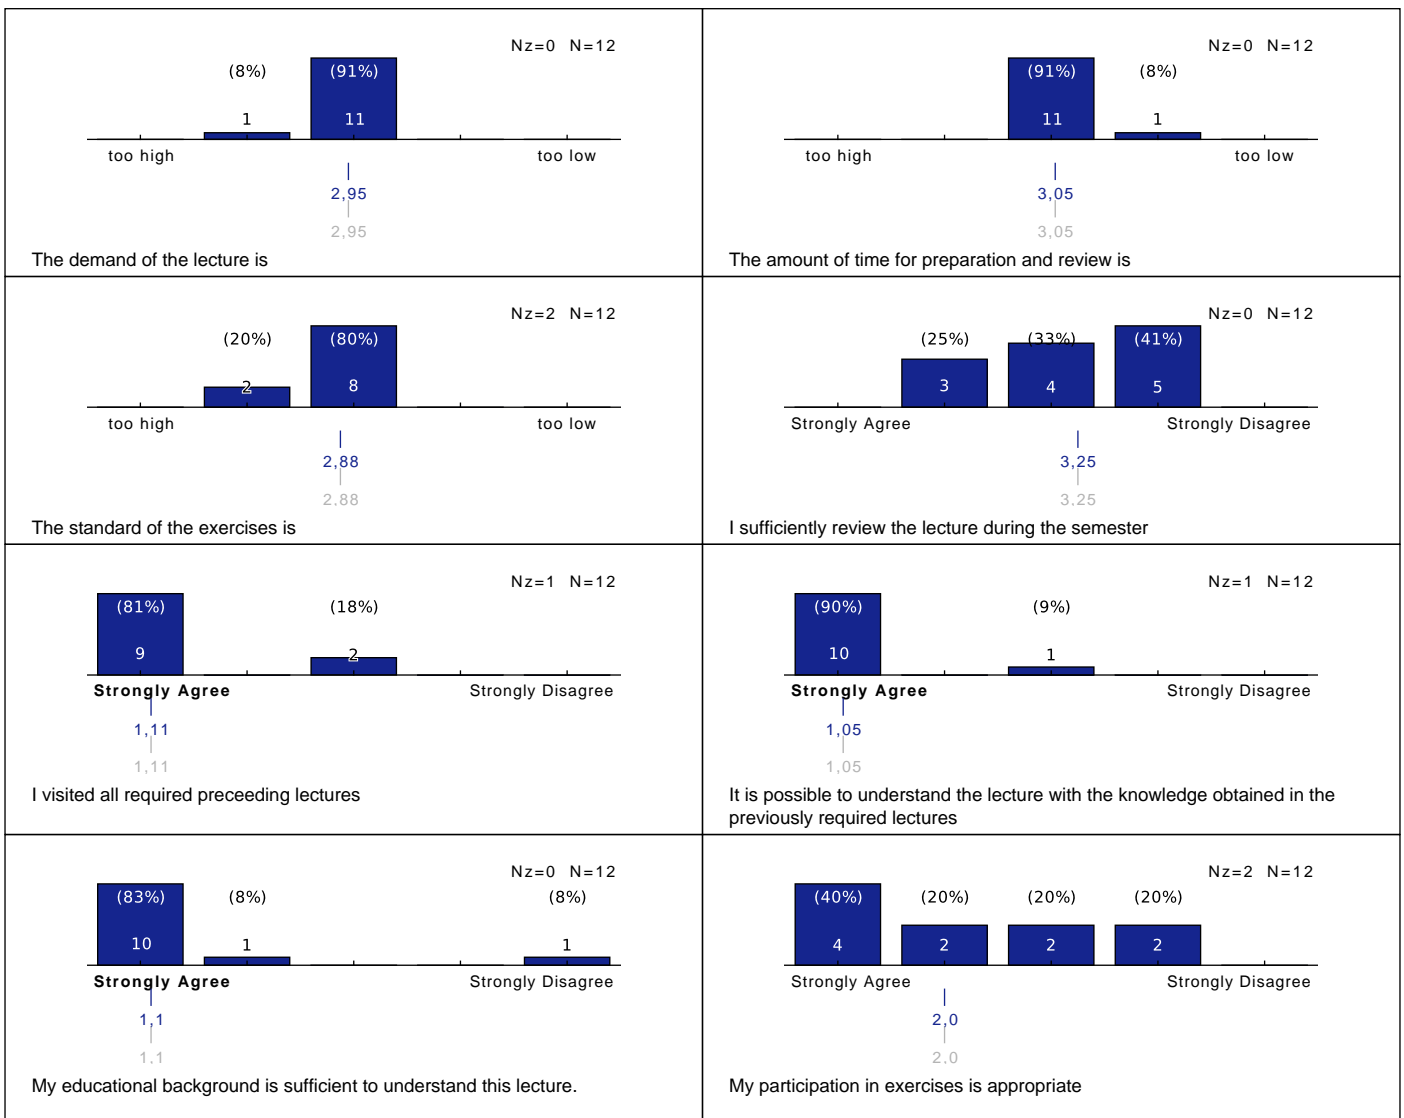 Nz=0 N=12
(8%) (91%)
1 11
too high too low
2,95
2,95
The demand of the lecture is
Nz=0 N=12
(91%) (8%)
11 1
too high too low
3,05
3,05
The amount of time for preparation and review is
Nz=2 N=12
(20%) (80%)
2 8
too high too low
2,88
2,88
The standard of the exercises is
Nz=0 N=12
(25%) (33%) (41%)
3 4 5
Strongly Agree Strongly Disagree
3,25
3,25
I sufficiently review the lecture during the semester
Nz=1 N=12
(81%) (18%)
9 2
Strongly Agree Strongly Disagree
1,11
1,11
I visited all required preceeding lectures
Nz=1 N=12
(90%) (9%)
10 1
Strongly Agree Strongly Disagree
1,05
1,05
It is possible to understand the lecture with the knowledge obtained in the
previously required lectures
Nz=0 N=12
(83%) (8%) (8%)
10 1 1
Strongly Agree Strongly Disagree
1,1
1,1
My educational background is sufficient to understand this lecture.
Nz=2 N=12
(40%) (20%) (20%) (20%)
4 2 2 2
Strongly Agree Strongly Disagree
2,0
2,0
My participation in exercises is appropriate